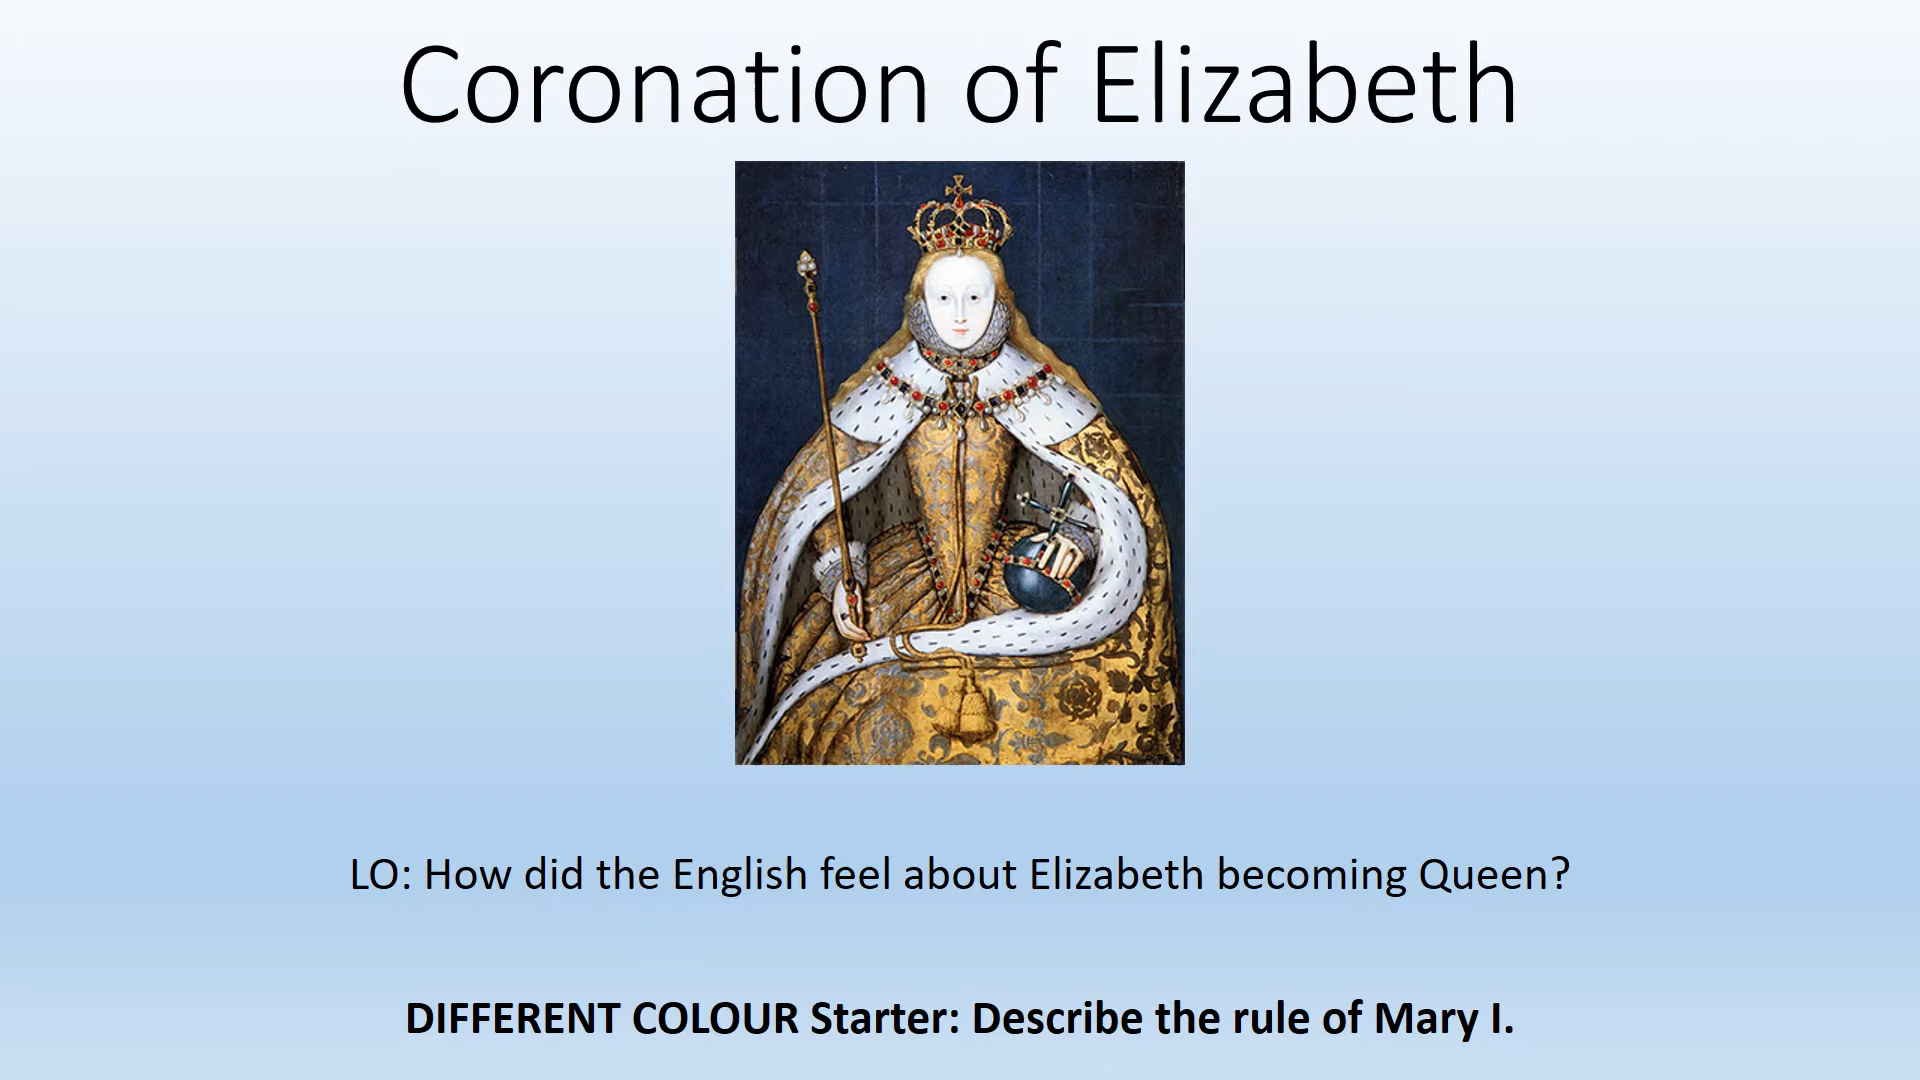 Coronation of Elizabeth
LO: How did the English feel about Elizabeth becoming Queen?
DIFFERENT COLOUR Starter: Describe the rule of Mary I.